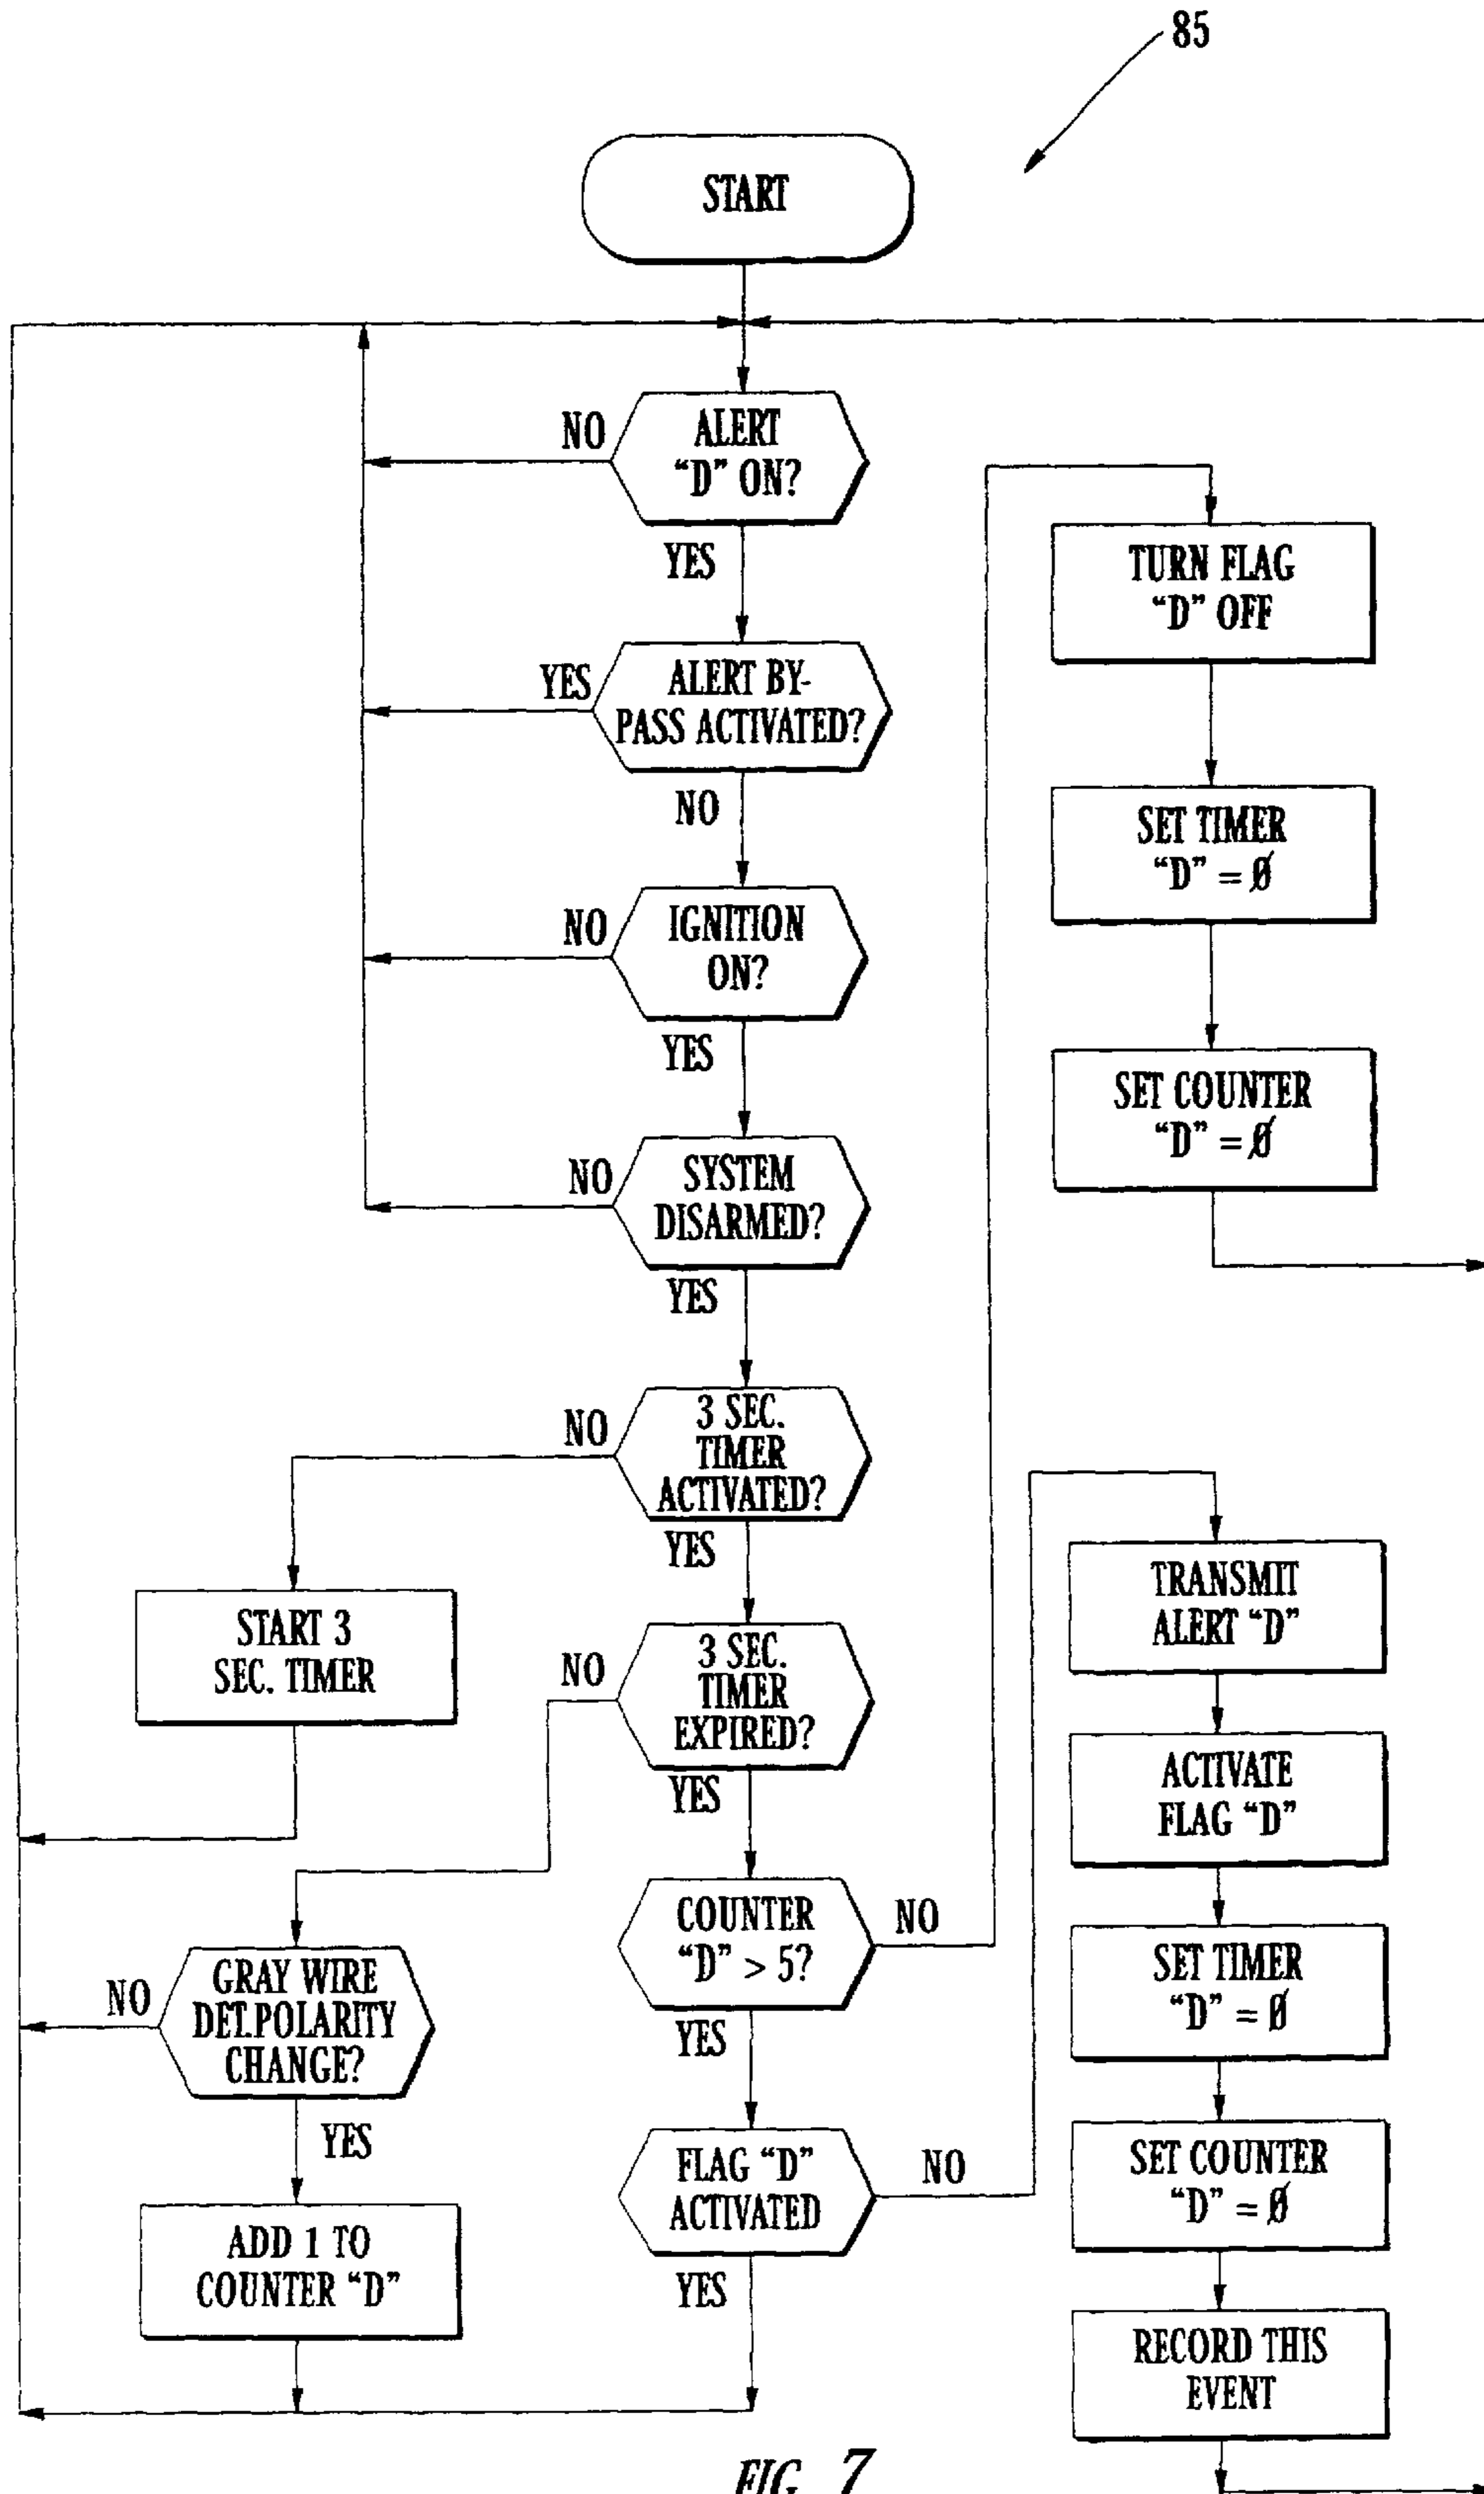 85
START
ALERT
“D” ON?
NO
YES
ALERT BY-
PASS ACTIVATED?
YES
NO
IGNITION
ON?
NO
YES
SYSTEM
DISARMED?
NO
YES
3 SEC.
TIMER
ACTIVATED?
NO
YES
START 3
SEC. TIMER
3 SEC.
TIMER
EXPIRED?
NO
YES
GRAY WIRE
DET.POLARITY
CHANGE?
NO
YES
ADD 1 TO
COUNTER “D”
COUNTER
“D” > 5?
NO
YES
FLAG “D”
ACTIVATED
NO
YES
TURN FLAG
“D” OFF
SET TIMER
“D” = Ø
SET COUNTER
“D” = Ø
TRANSMIT
ALERT “D”
ACTIVATE
FLAG “D”
SET TIMER
“D” = Ø
SET COUNTER
“D” = Ø
RECORD THIS
EVENT
FIG. 7